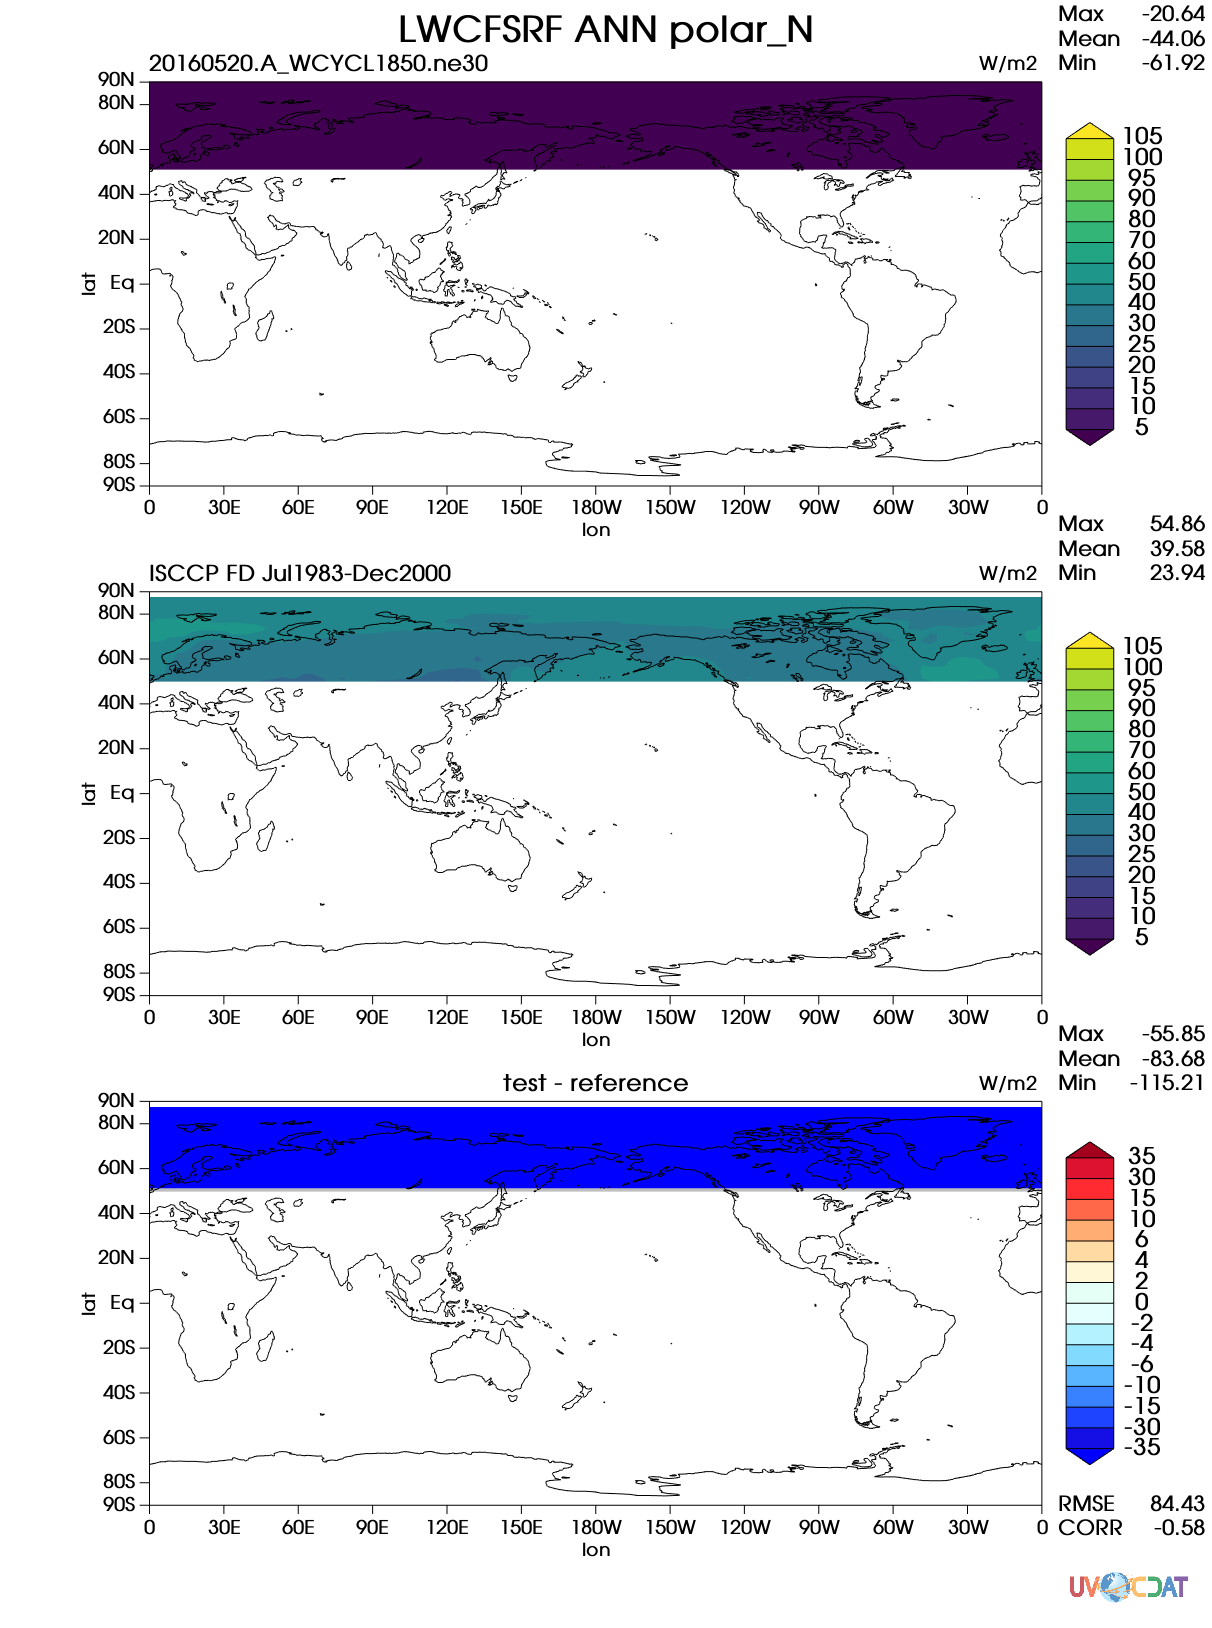 LWCFSRF ANN polar_N
20160520.A_WCYCL1850.ne30
W/m2
Max -20.64
Mean -44.06
Min -61.92
90N
80N
60N
40N
20N
Eq
20S
40S
60S
80S
90S
lat
0 30E 60E 90E 120E 150E 180W 150W 120W 90W 60W 30W 0
lon
105
100
95
90
80
70
60
50
40
30
25
20
15
10
5
ISCCP FD Jul1983-Dec2000
W/m2
Max 54.86
Mean 39.58
Min 23.94
90N
80N
60N
40N
20N
Eq
20S
40S
60S
80S
90S
lat
0 30E 60E 90E 120E 150E 180W 150W 120W 90W 60W 30W 0
lon
105
100
95
90
80
70
60
50
40
30
25
20
15
10
5
test - reference
W/m2
Max -55.85
Mean -83.68
Min -115.21
90N
80N
60N
40N
20N
Eq
20S
40S
60S
80S
90S
lat
0 30E 60E 90E 120E 150E 180W 150W 120W 90W 60W 30W 0
lon
35
30
15
10
6
4
2
0
-2
-4
-6
-10
-15
-30
-35
RMSE 84.43
CORR -0.58
UV CDAT